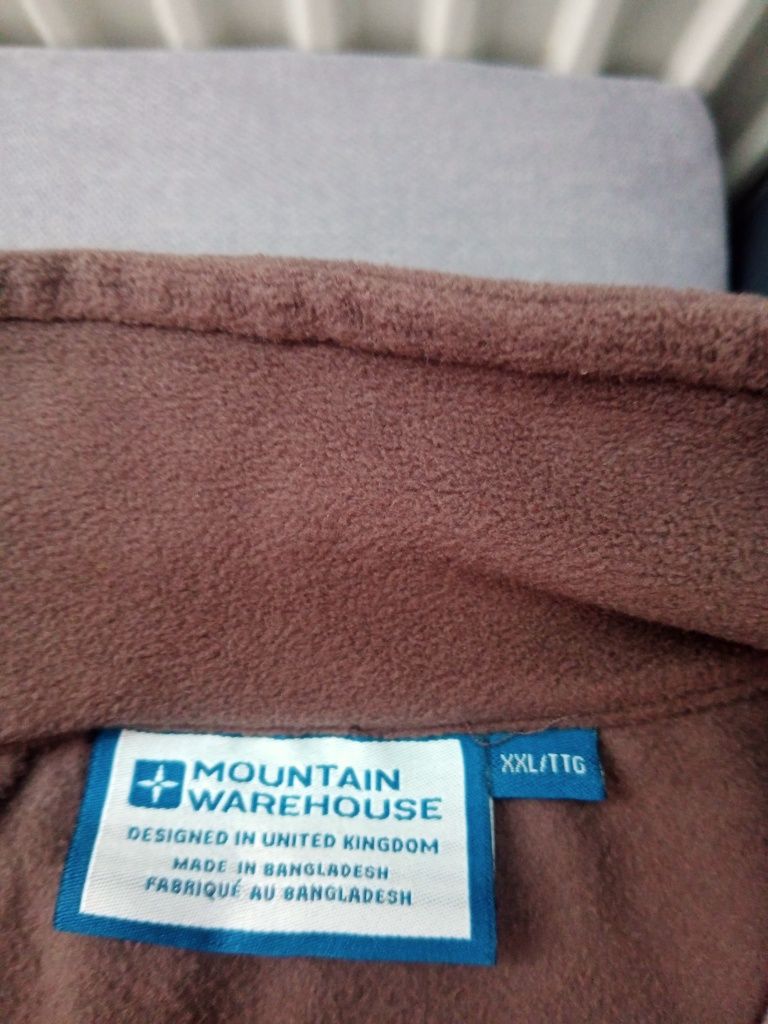 MOUNTAIN
WAREHOUSE
DESIGNED IN UNITED KINGDOM
MADE IN BANGLADESH
FABRIQUÉ AU BANGLADESH
XXL/TTG